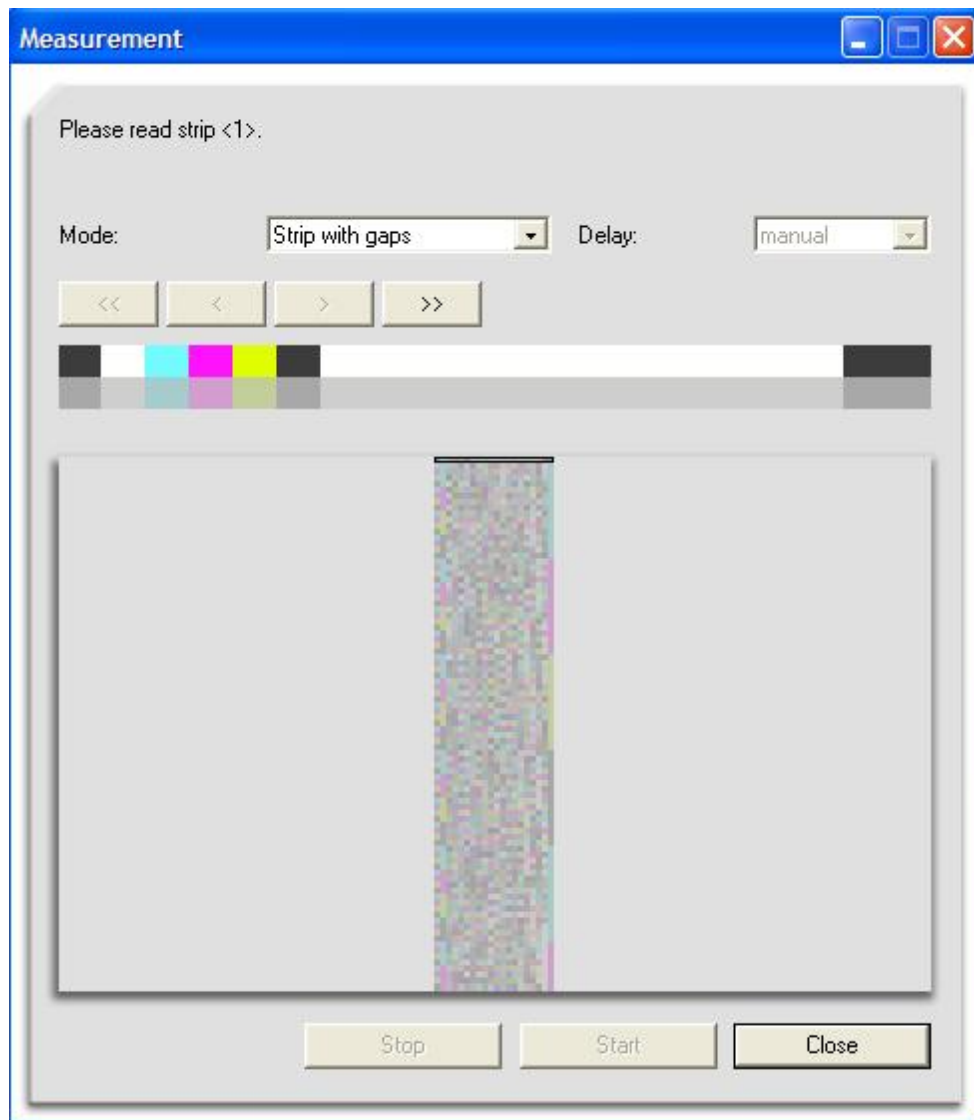 Measurement
Please read strip <1>.
Mode: Strip with gaps Delay: manual
<< < > >>
Stop Start Close